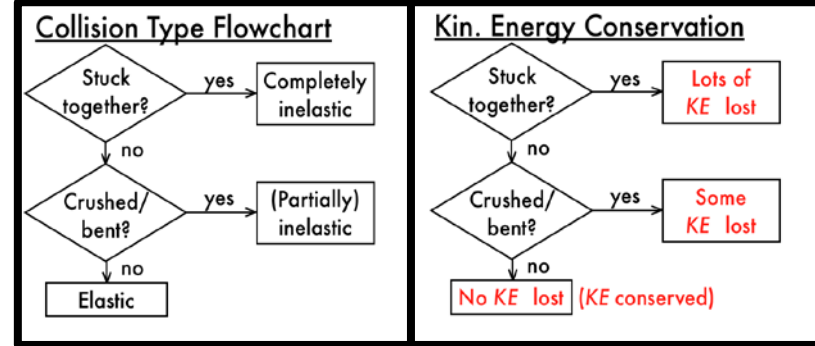 Collision Type Flowchart
Stuck
together?
yes
Completely
inelastic
no
Crushed/
bent?
yes
(Partially)
inelastic
no
Elastic
Kin. Energy Conservation
Stuck
together?
yes
Lots of
KE lost
no
Crushed/
bent?
yes
Some
KE lost
no
No KE lost (KE conserved)